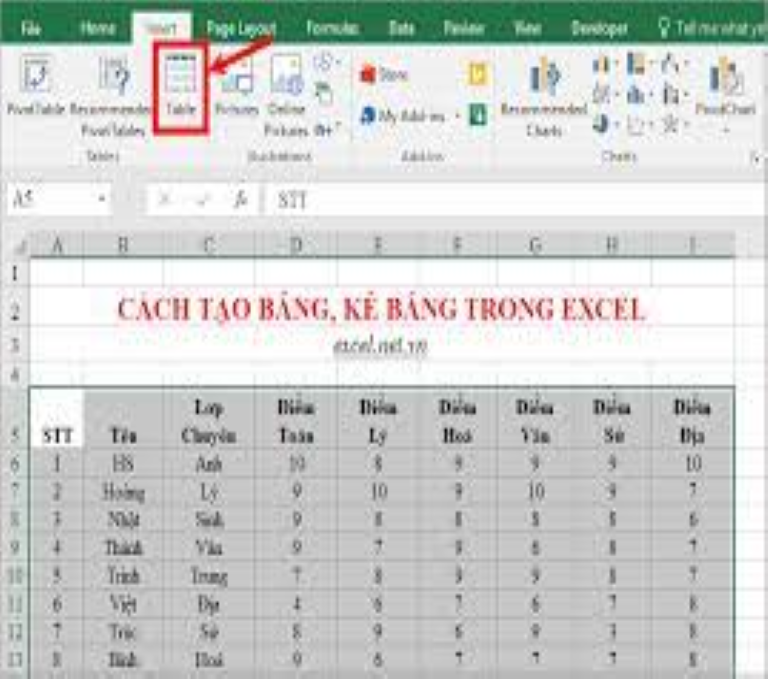 File Home Insert Page Layout Formulas Data Review View Developer Tell me what yo
PivotTable Recommended PivotTables Table Pictures Online Pictures Store My Add-ins Recommended Charts PivotChart
Tables Illustrations Add-ins Charts
A5 fx STT
A B C D E F G H I
1
2 CÁCH TẠO BẢNG, KẺ BẢNG TRONG EXCEL
3 excel.net.vn
4
Lớp Điểm Điểm Điểm Điểm Điểm Điểm
5 STT Tên Chuyên Toán Lý Hoá Văn Sử Địa
6 1 HS Anh 10 8 9 9 9 10
7 2 Hoàng Lý 9 10 9 10 9 7
8 3 Nhật Sinh 9 8 8 8 8 6
9 4 Thành Văn 9 7 9 6 8 7
10 5 Trinh Trung 7 8 9 9 8 7
11 6 Việt Địa 4 6 7 6 7 8
12 7 Trúc Sử 8 9 6 9 3 8
13 8 Bình Hoá 9 6 7 7 7 8